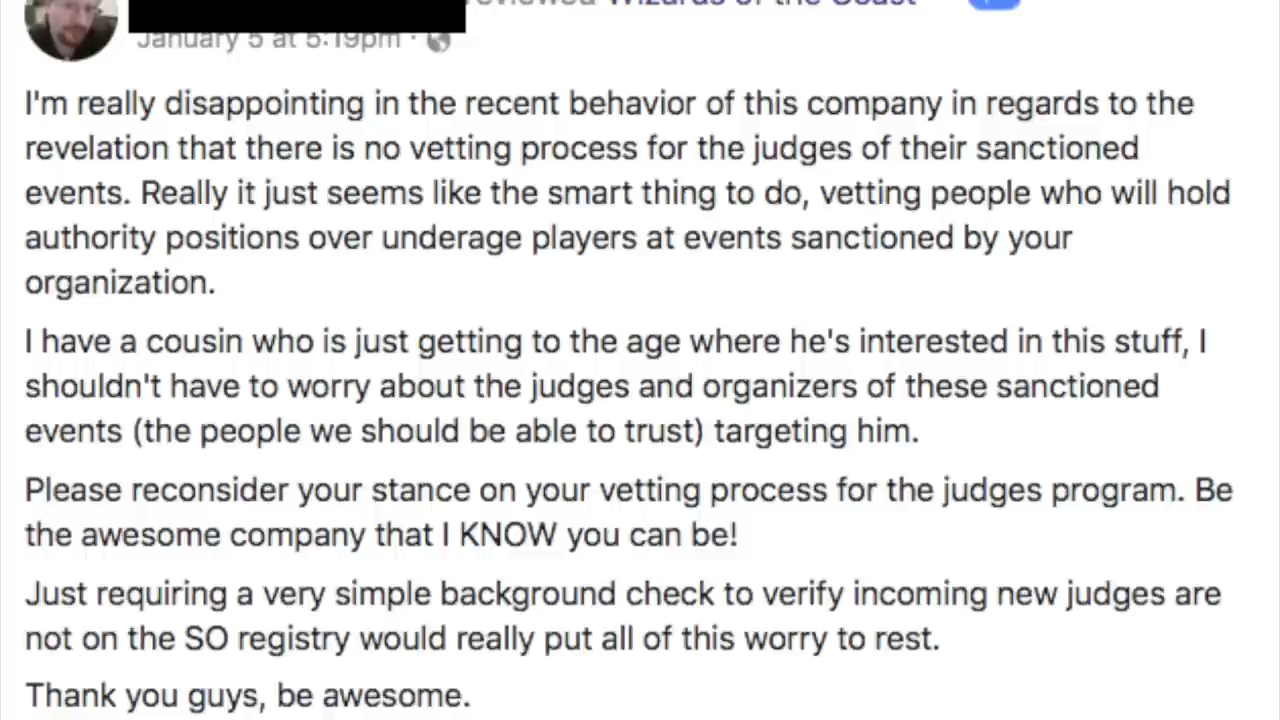 reviewed Wizards of the Coast
January 5 at 5:19pm ·
I'm really disappointing in the recent behavior of this company in regards to the
revelation that there is no vetting process for the judges of their sanctioned
events. Really it just seems like the smart thing to do, vetting people who will hold
authority positions over underage players at events sanctioned by your
organization.
I have a cousin who is just getting to the age where he's interested in this stuff, I
shouldn't have to worry about the judges and organizers of these sanctioned
events (the people we should be able to trust) targeting him.
Please reconsider your stance on your vetting process for the judges program. Be
the awesome company that I KNOW you can be!
Just requiring a very simple background check to verify incoming new judges are
not on the SO registry would really put all of this worry to rest.
Thank you guys, be awesome.